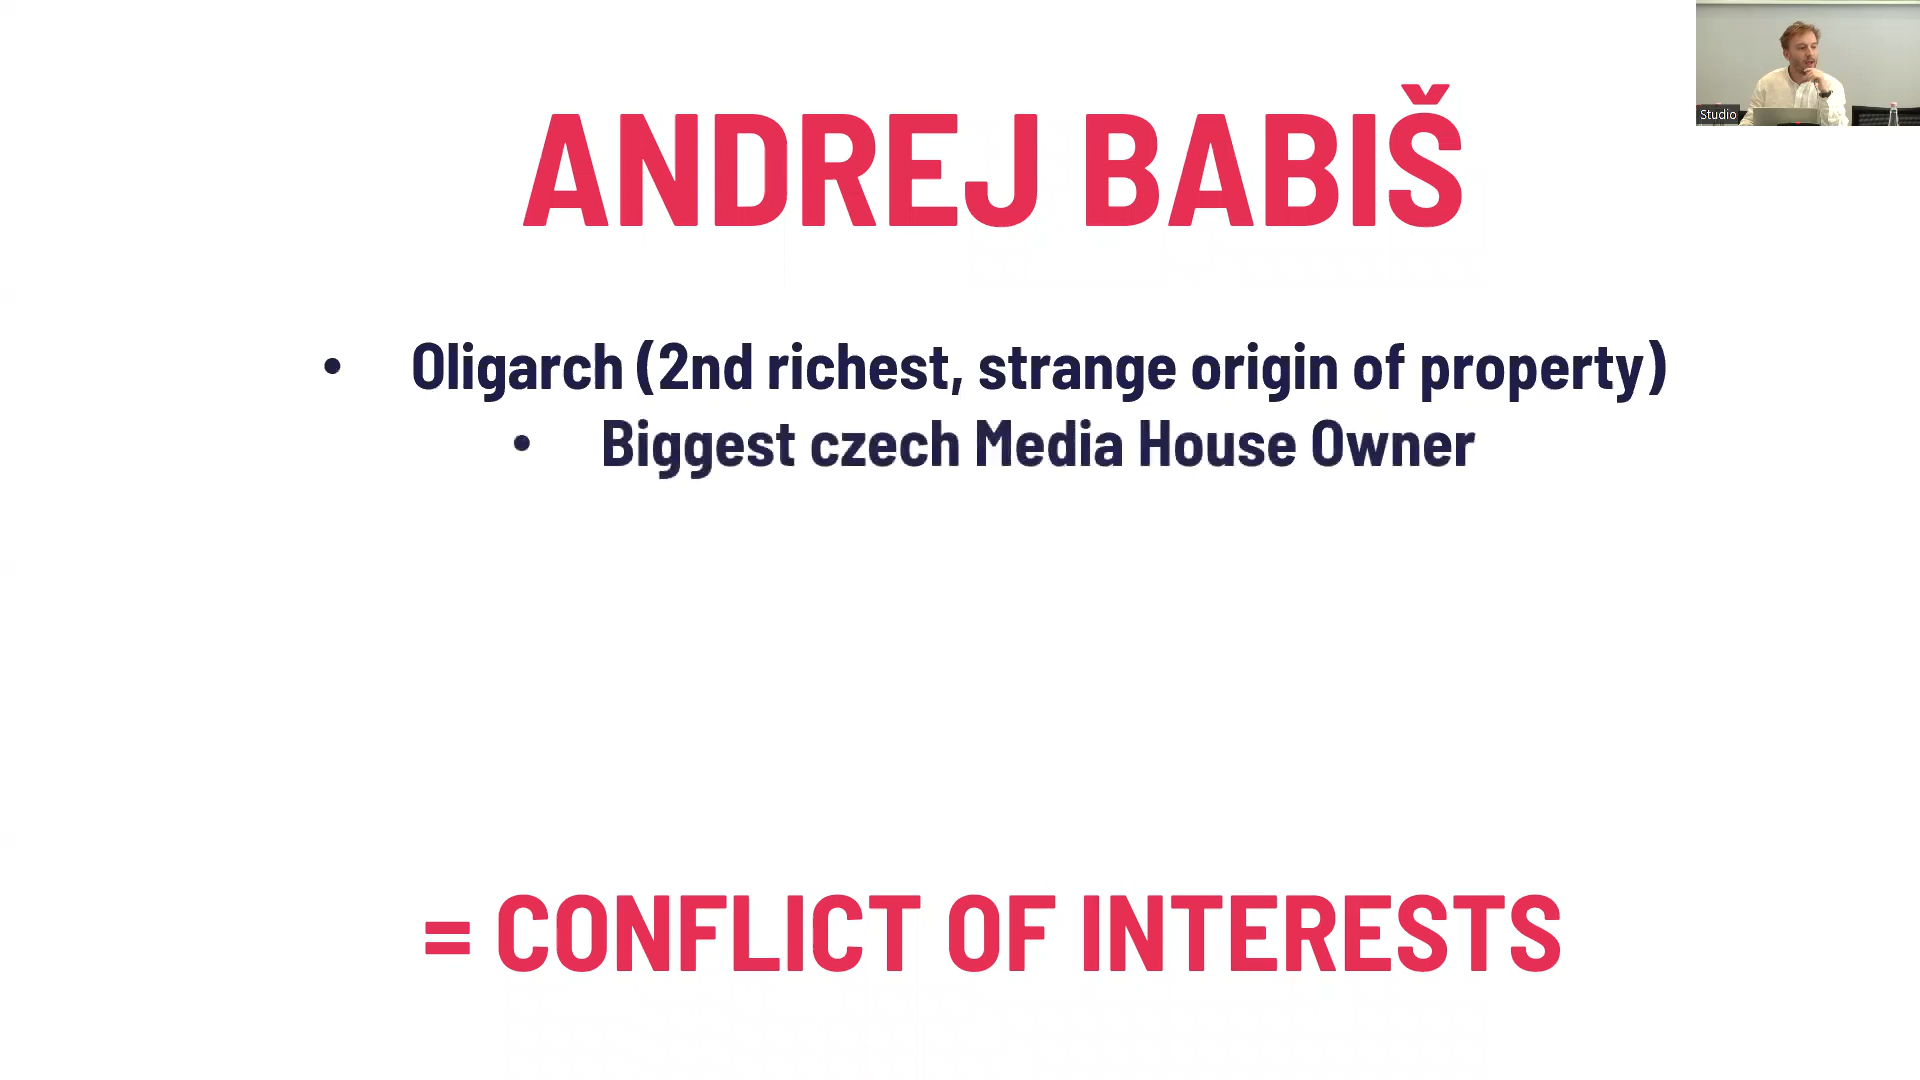 Studio
ANDREJ BABIŠ
• Oligarch (2nd richest, strange origin of property)
• Biggest czech Media House Owner
= CONFLICT OF INTERESTS